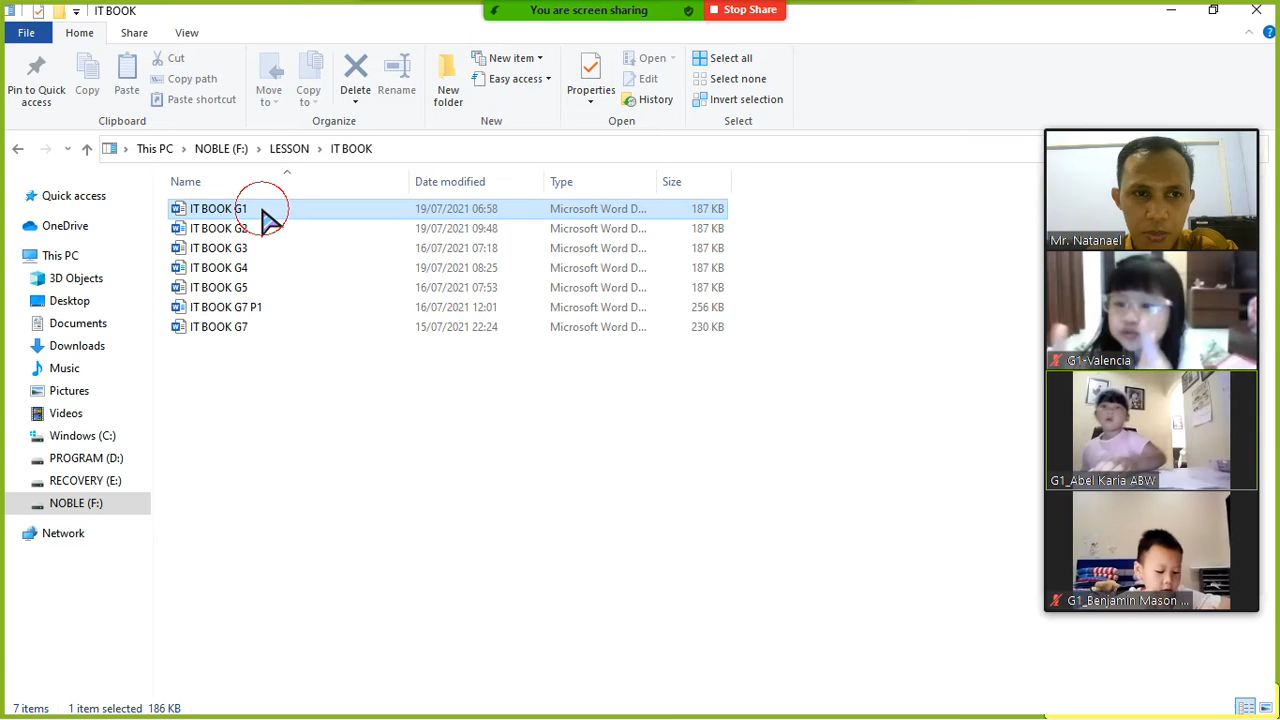 IT BOOK
You are screen sharing
Stop Share
File
Home
Share
View
Pin to Quick access
Copy
Paste
Cut
Copy path
Paste shortcut
Clipboard
Move to
Copy to
Delete
Rename
Organize
New folder
New item
Easy access
New
Properties
Open
Edit
History
Open
Select all
Select none
Invert selection
Select
This PC > NOBLE (F:) > LESSON > IT BOOK
Name Date modified Type Size
IT BOOK G1 19/07/2021 06:58 Microsoft Word D... 187 KB
IT BOOK G2 19/07/2021 09:48 Microsoft Word D... 187 KB
IT BOOK G3 16/07/2021 07:18 Microsoft Word D... 187 KB
IT BOOK G4 19/07/2021 08:25 Microsoft Word D... 187 KB
IT BOOK G5 16/07/2021 07:53 Microsoft Word D... 187 KB
IT BOOK G7 P1 16/07/2021 12:01 Microsoft Word D... 256 KB
IT BOOK G7 15/07/2021 22:24 Microsoft Word D... 230 KB
Quick access
OneDrive
This PC
3D Objects
Desktop
Documents
Downloads
Music
Pictures
Videos
Windows (C:)
PROGRAM (D:)
RECOVERY (E:)
NOBLE (F:)
Network
Mr. Natanael
G1-Valencia
G1_Abel Karia ABW
G1_Benjamin Mason ...
7 items 1 item selected 186 KB